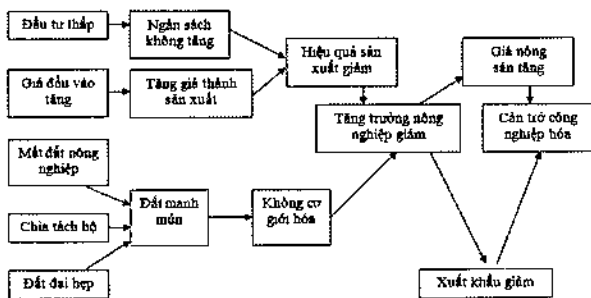 Đầu tư thấp
Ngân sách
không tăng
Hiệu quả sản
xuất giảm
Giá nông
sản tăng
Giá đầu vào
tăng
Tăng giá thành
sản xuất
Tăng trưởng nông
nghiệp giảm
Cản trở công
nghiệp hóa
Mất đất nông
nghiệp
Đất manh
mún
Không cơ
giới hóa
Chia tách hộ
Đất đai hẹp
Xuất khẩu giảm